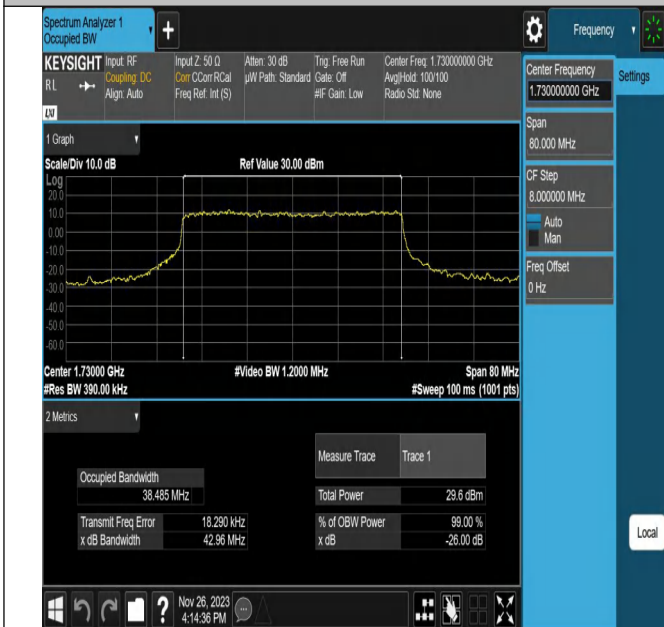 Spectrum Analyzer 1
Occupied BW
+
Frequency
KEYSIGHT Input: RF Input Z: 50 Ω Atten: 30 dB Trig: Free Run Center Freq: 1.730000000 GHz
RL Coupling: DC Corr CCorr RCal µW Path: Standard Gate: Off Avg|Hold: 100/100
Align: Auto Freq Ref: Int (S) #IF Gain: Low Radio Std: None
LXI
Center Frequency
1.730000000 GHz
Settings
Span
80.000 MHz
CF Step
8.000000 MHz
Auto
Man
Freq Offset
0 Hz
1 Graph
Scale/Div 10.0 dB Ref Value 30.00 dBm
Log
20.0
10.0
0.00
-10.0
-20.0
-30.0
-40.0
-50.0
-60.0
Center 1.73000 GHz #Video BW 1.2000 MHz Span 80 MHz
#Res BW 390.00 kHz #Sweep 100 ms (1001 pts)
2 Metrics
Measure Trace Trace 1
Occupied Bandwidth
38.485 MHz
Total Power 29.6 dBm
Transmit Freq Error 18.290 kHz % of OBW Power 99.00 %
x dB Bandwidth 42.96 MHz x dB -26.00 dB
Local
?
Nov 26, 2023
4:14:36 PM